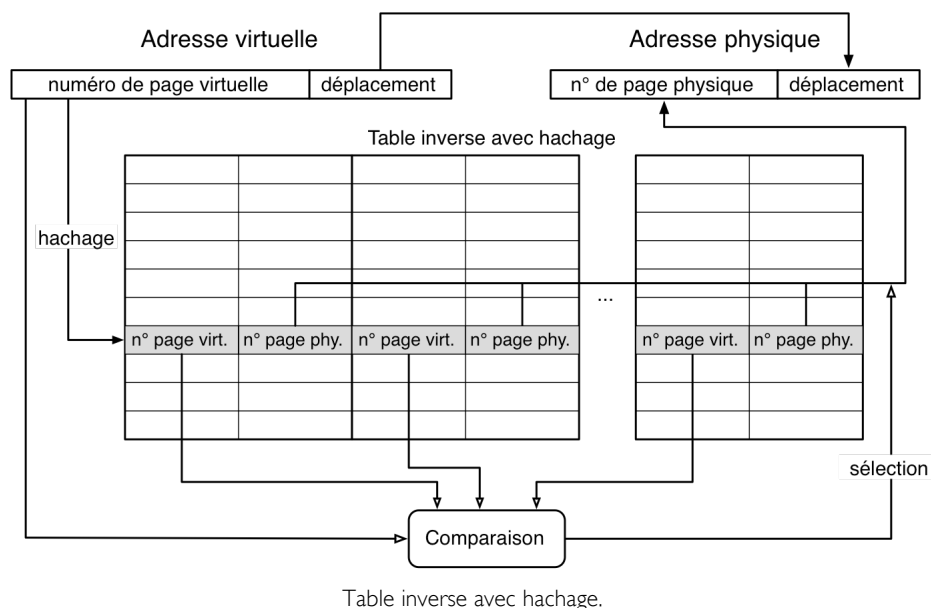 Adresse virtuelle
Adresse physique
numéro de page virtuelle
déplacement
n° de page physique
déplacement
Table inverse avec hachage
hachage
...
n° page virt.
n° page phy.
n° page virt.
n° page phy.
n° page virt.
n° page phy.
sélection
Comparaison
Table inverse avec hachage.